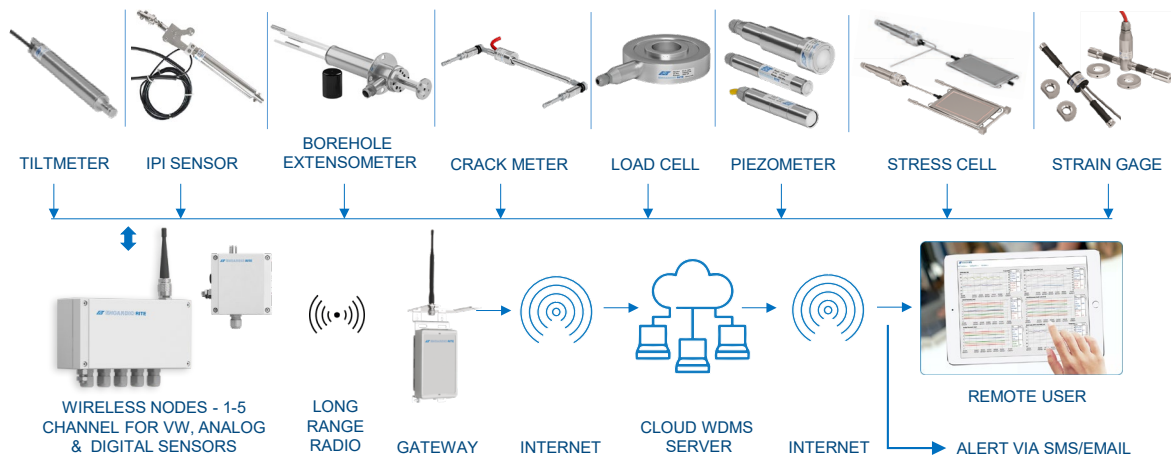 TILTMETER
IPI SENSOR
BOREHOLE
EXTENSOMETER
CRACK METER
LOAD CELL
PIEZOMETER
STRESS CELL
STRAIN GAGE
WIRELESS NODES - 1-5
CHANNEL FOR VW, ANALOG
& DIGITAL SENSORS
LONG
RANGE
RADIO
GATEWAY
INTERNET
CLOUD WDMS
SERVER
INTERNET
REMOTE USER
ALERT VIA SMS/EMAIL